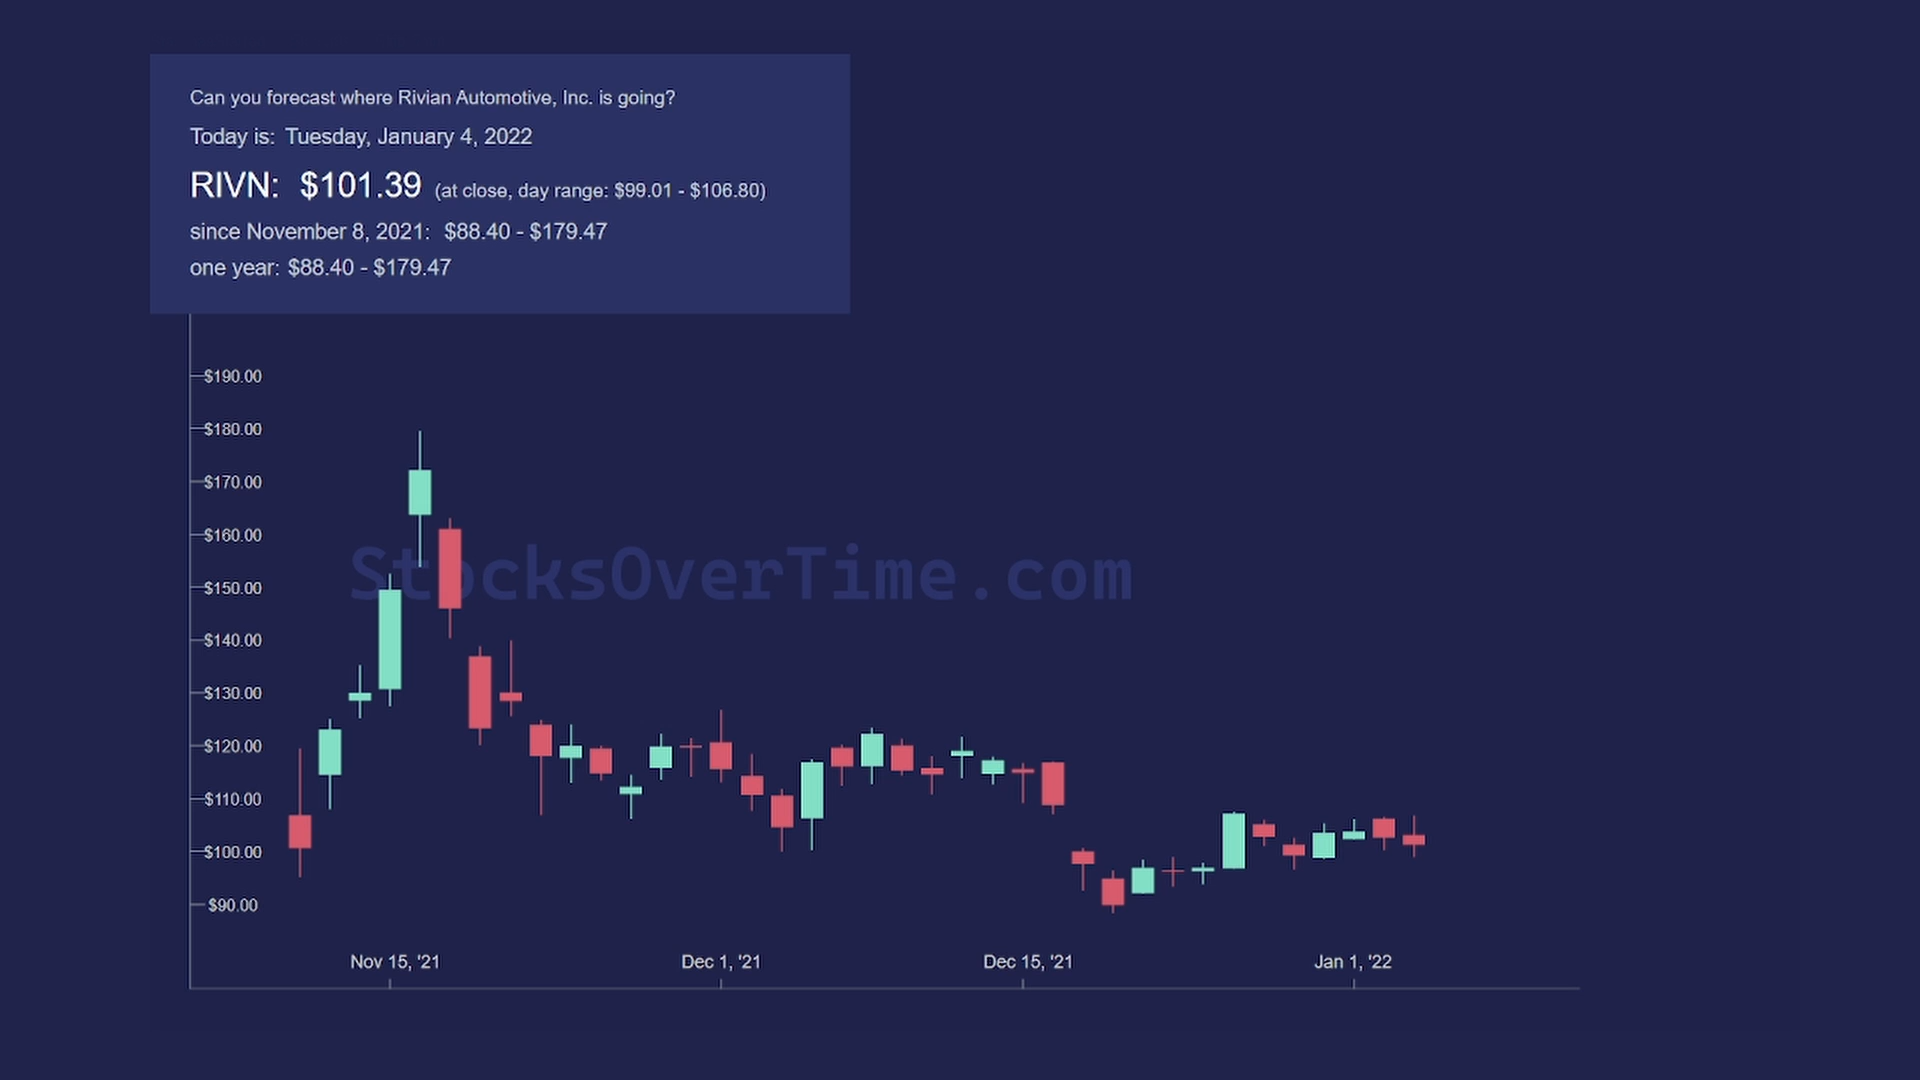 Can you forecast where Rivian Automotive, Inc. is going?
Today is: Tuesday, January 4, 2022
RIVN: $101.39 (at close, day range: $99.01 - $106.80)
since November 8, 2021: $88.40 - $179.47
one year: $88.40 - $179.47
$190.00
$180.00
$170.00
$160.00
$150.00
$140.00
$130.00
$120.00
$110.00
$100.00
$90.00
StocksOverTime.com
Nov 15, '21 Dec 1, '21 Dec 15, '21 Jan 1, '22